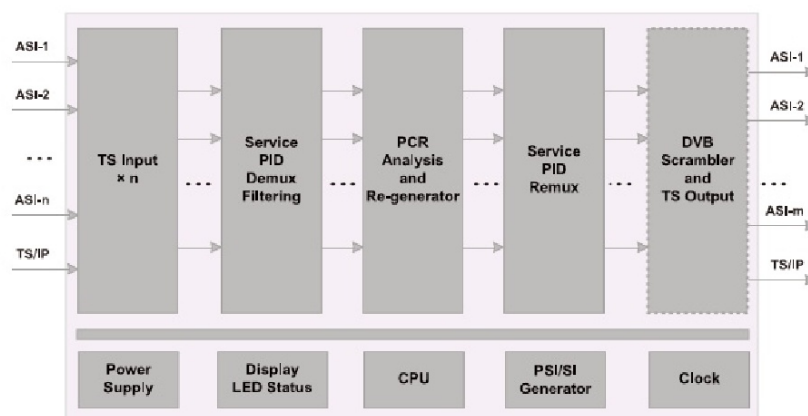 ASI-1
ASI-2
...
ASI-n
TS/IP
TS Input
× n
...
Service
PID
Demux
Filtering
...
PCR
Analysis
and
Re-generator
...
Service
PID
Remux
...
DVB
Scrambler
and
TS Output
ASI-1
ASI-2
...
ASI-m
TS/IP
Power
Supply
Display
LED Status
CPU
PSI/SI
Generator
Clock